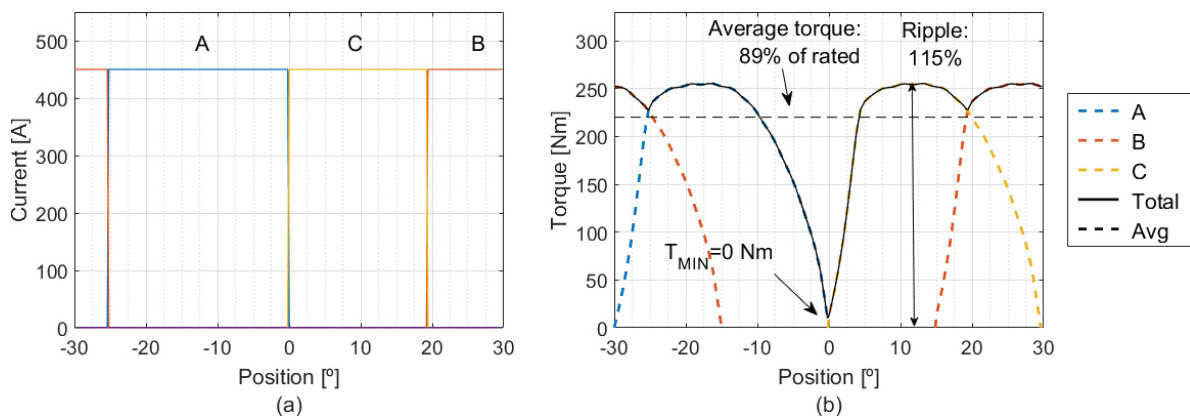 500
400
300
200
100
0
Current [A]
A
C
B
-30
-20
-10
0
10
20
30
Position [º]
(a)
300
250
200
150
100
50
0
Torque [Nm]
Average torque:
89% of rated
Ripple:
115%
T_MIN=0 Nm
-30
-20
-10
0
10
20
30
Position [º]
(b)
A
B
C
Total
Avg